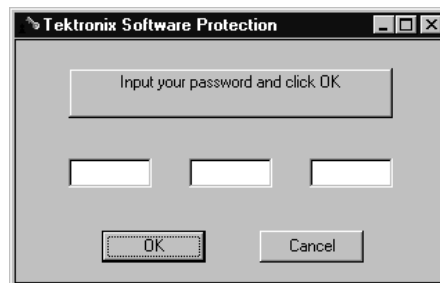 Tektronix Software Protection
Input your password and click OK
OK
Cancel